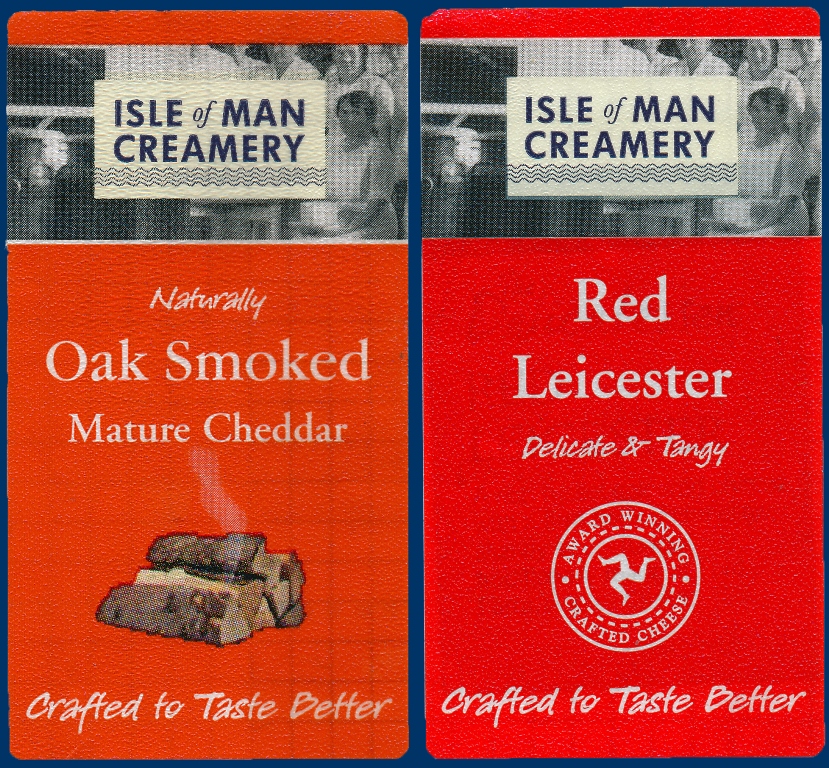 ISLE of MAN
CREAMERY
Naturally
Oak Smoked
Mature Cheddar
Crafted to Taste Better
ISLE of MAN
CREAMERY
Red
Leicester
Delicate & Tangy
AWARD WINNING
CRAFTED CHEESE
Crafted to Taste Better